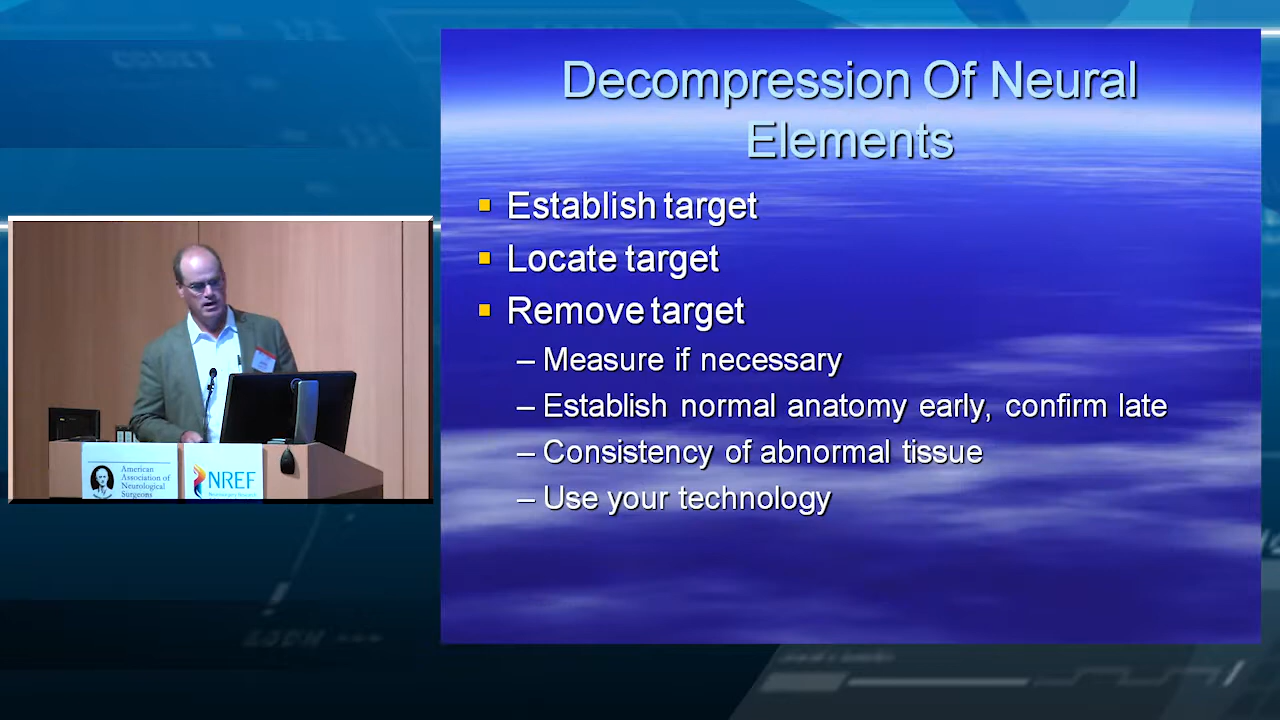 Decompression Of Neural
Elements
Establish target
Locate target
Remove target
– Measure if necessary
– Establish normal anatomy early, confirm late
– Consistency of abnormal tissue
– Use your technology
American
Association of
Neurological
Surgeons
NREF